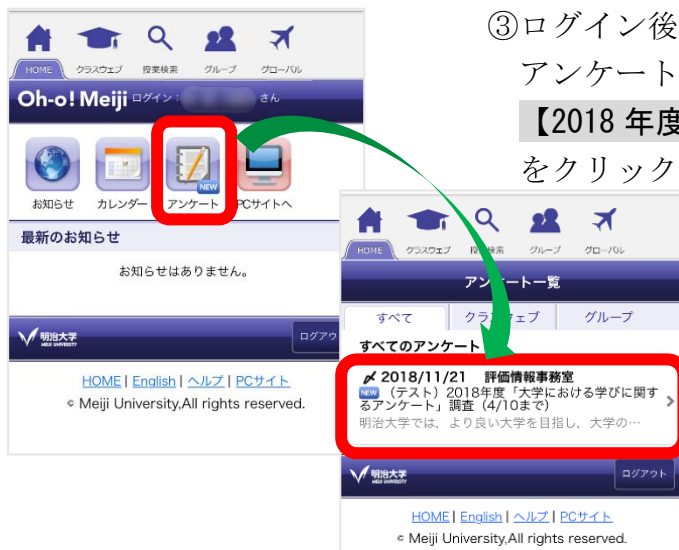 ③ログイン後
アンケート
【2018 年度
をクリック
HOME クラスウェブ 授業検索 グループ グローバル
Oh-o! Meiji ログイン： さん
NEW
お知らせ カレンダー アンケート PCサイトへ
最新のお知らせ
お知らせはありません。
明治大学 ログアウ
MEIJI UNIVERSITY
HOME | English | ヘルプ | PCサイト
© Meiji University,All rights reserved.
HOME クラスウェブ 検索 グループ グローバル
アンケート一覧
すべて クラ ェブ グループ
すべてのアンケート
〆 2018/11/21 評価情報事務室
NEW （テスト）2018年度「大学における学びに関す
るアンケート」調査（4/10まで）
明治大学では，より良い大学を目指し，大学の…
明治大学 ログアウト
MEIJI UNIVERSITY
HOME | English | ヘルプ | PCサイト
© Meiji University,All rights reserved.